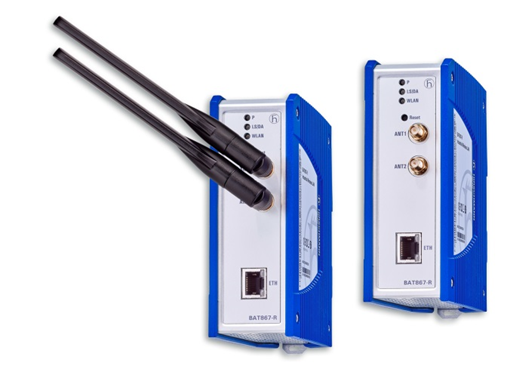 P
LS/DA
WLAN
ETH
BAT867-R
P
LS/DA
WLAN
Reset
ANT1
ANT2
ETH
BAT867-R